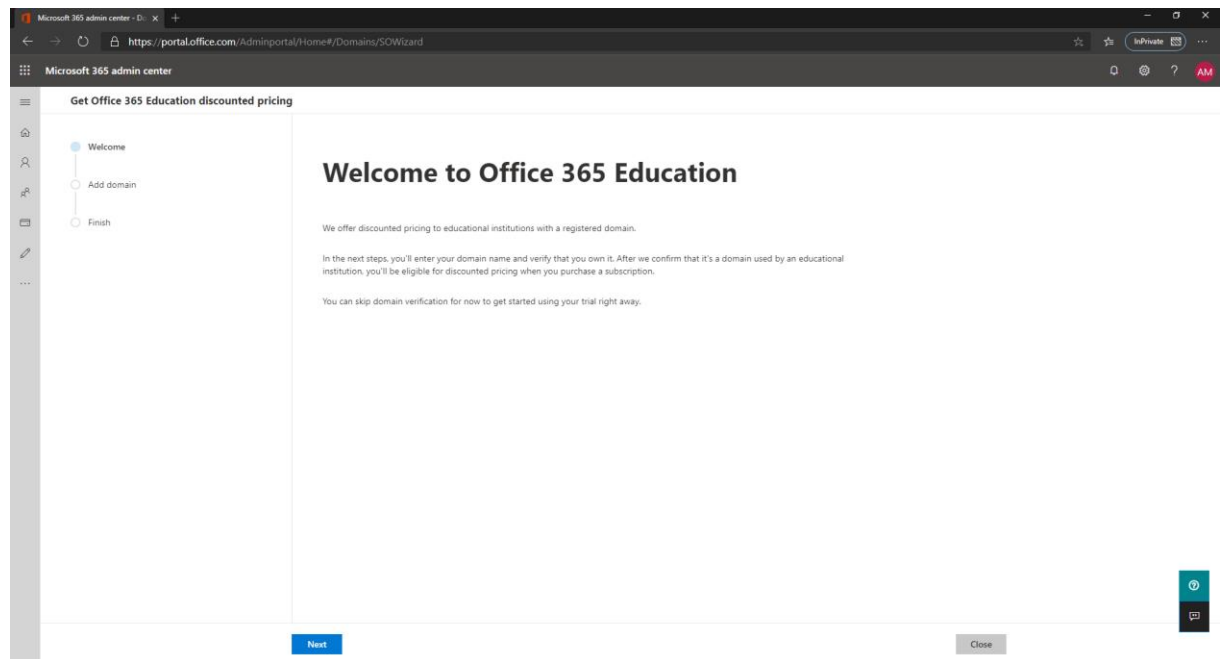 Microsoft 365 admin center - Do
https://portal.office.com/Adminportal/Home#/Domains/SOWizard
InPrivate
Microsoft 365 admin center
AM
Get Office 365 Education discounted pricing
Welcome
Add domain
Finish
Welcome to Office 365 Education
We offer discounted pricing to educational institutions with a registered domain.
In the next steps, you'll enter your domain name and verify that you own it. After we confirm that it's a domain used by an educational
institution, you'll be eligible for discounted pricing when you purchase a subscription.
You can skip domain verification for now to get started using your trial right away.
Next
Close